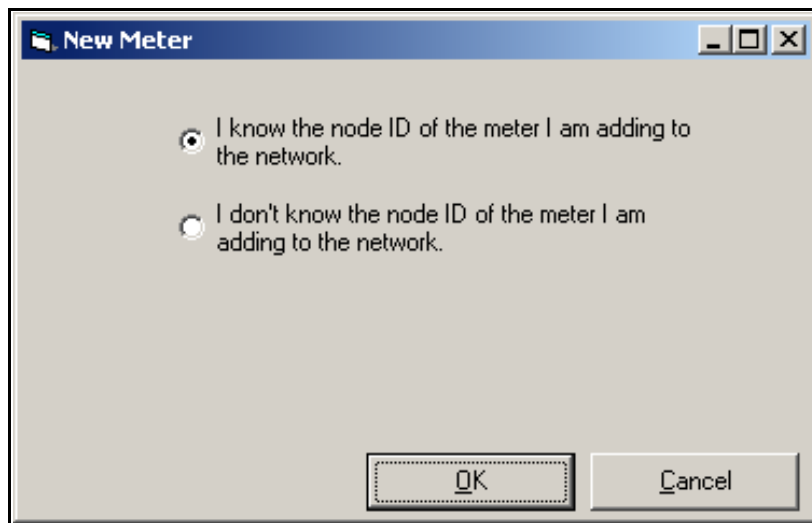 New Meter
I know the node ID of the meter I am adding to
the network.
I don't know the node ID of the meter I am
adding to the network.
OK
Cancel